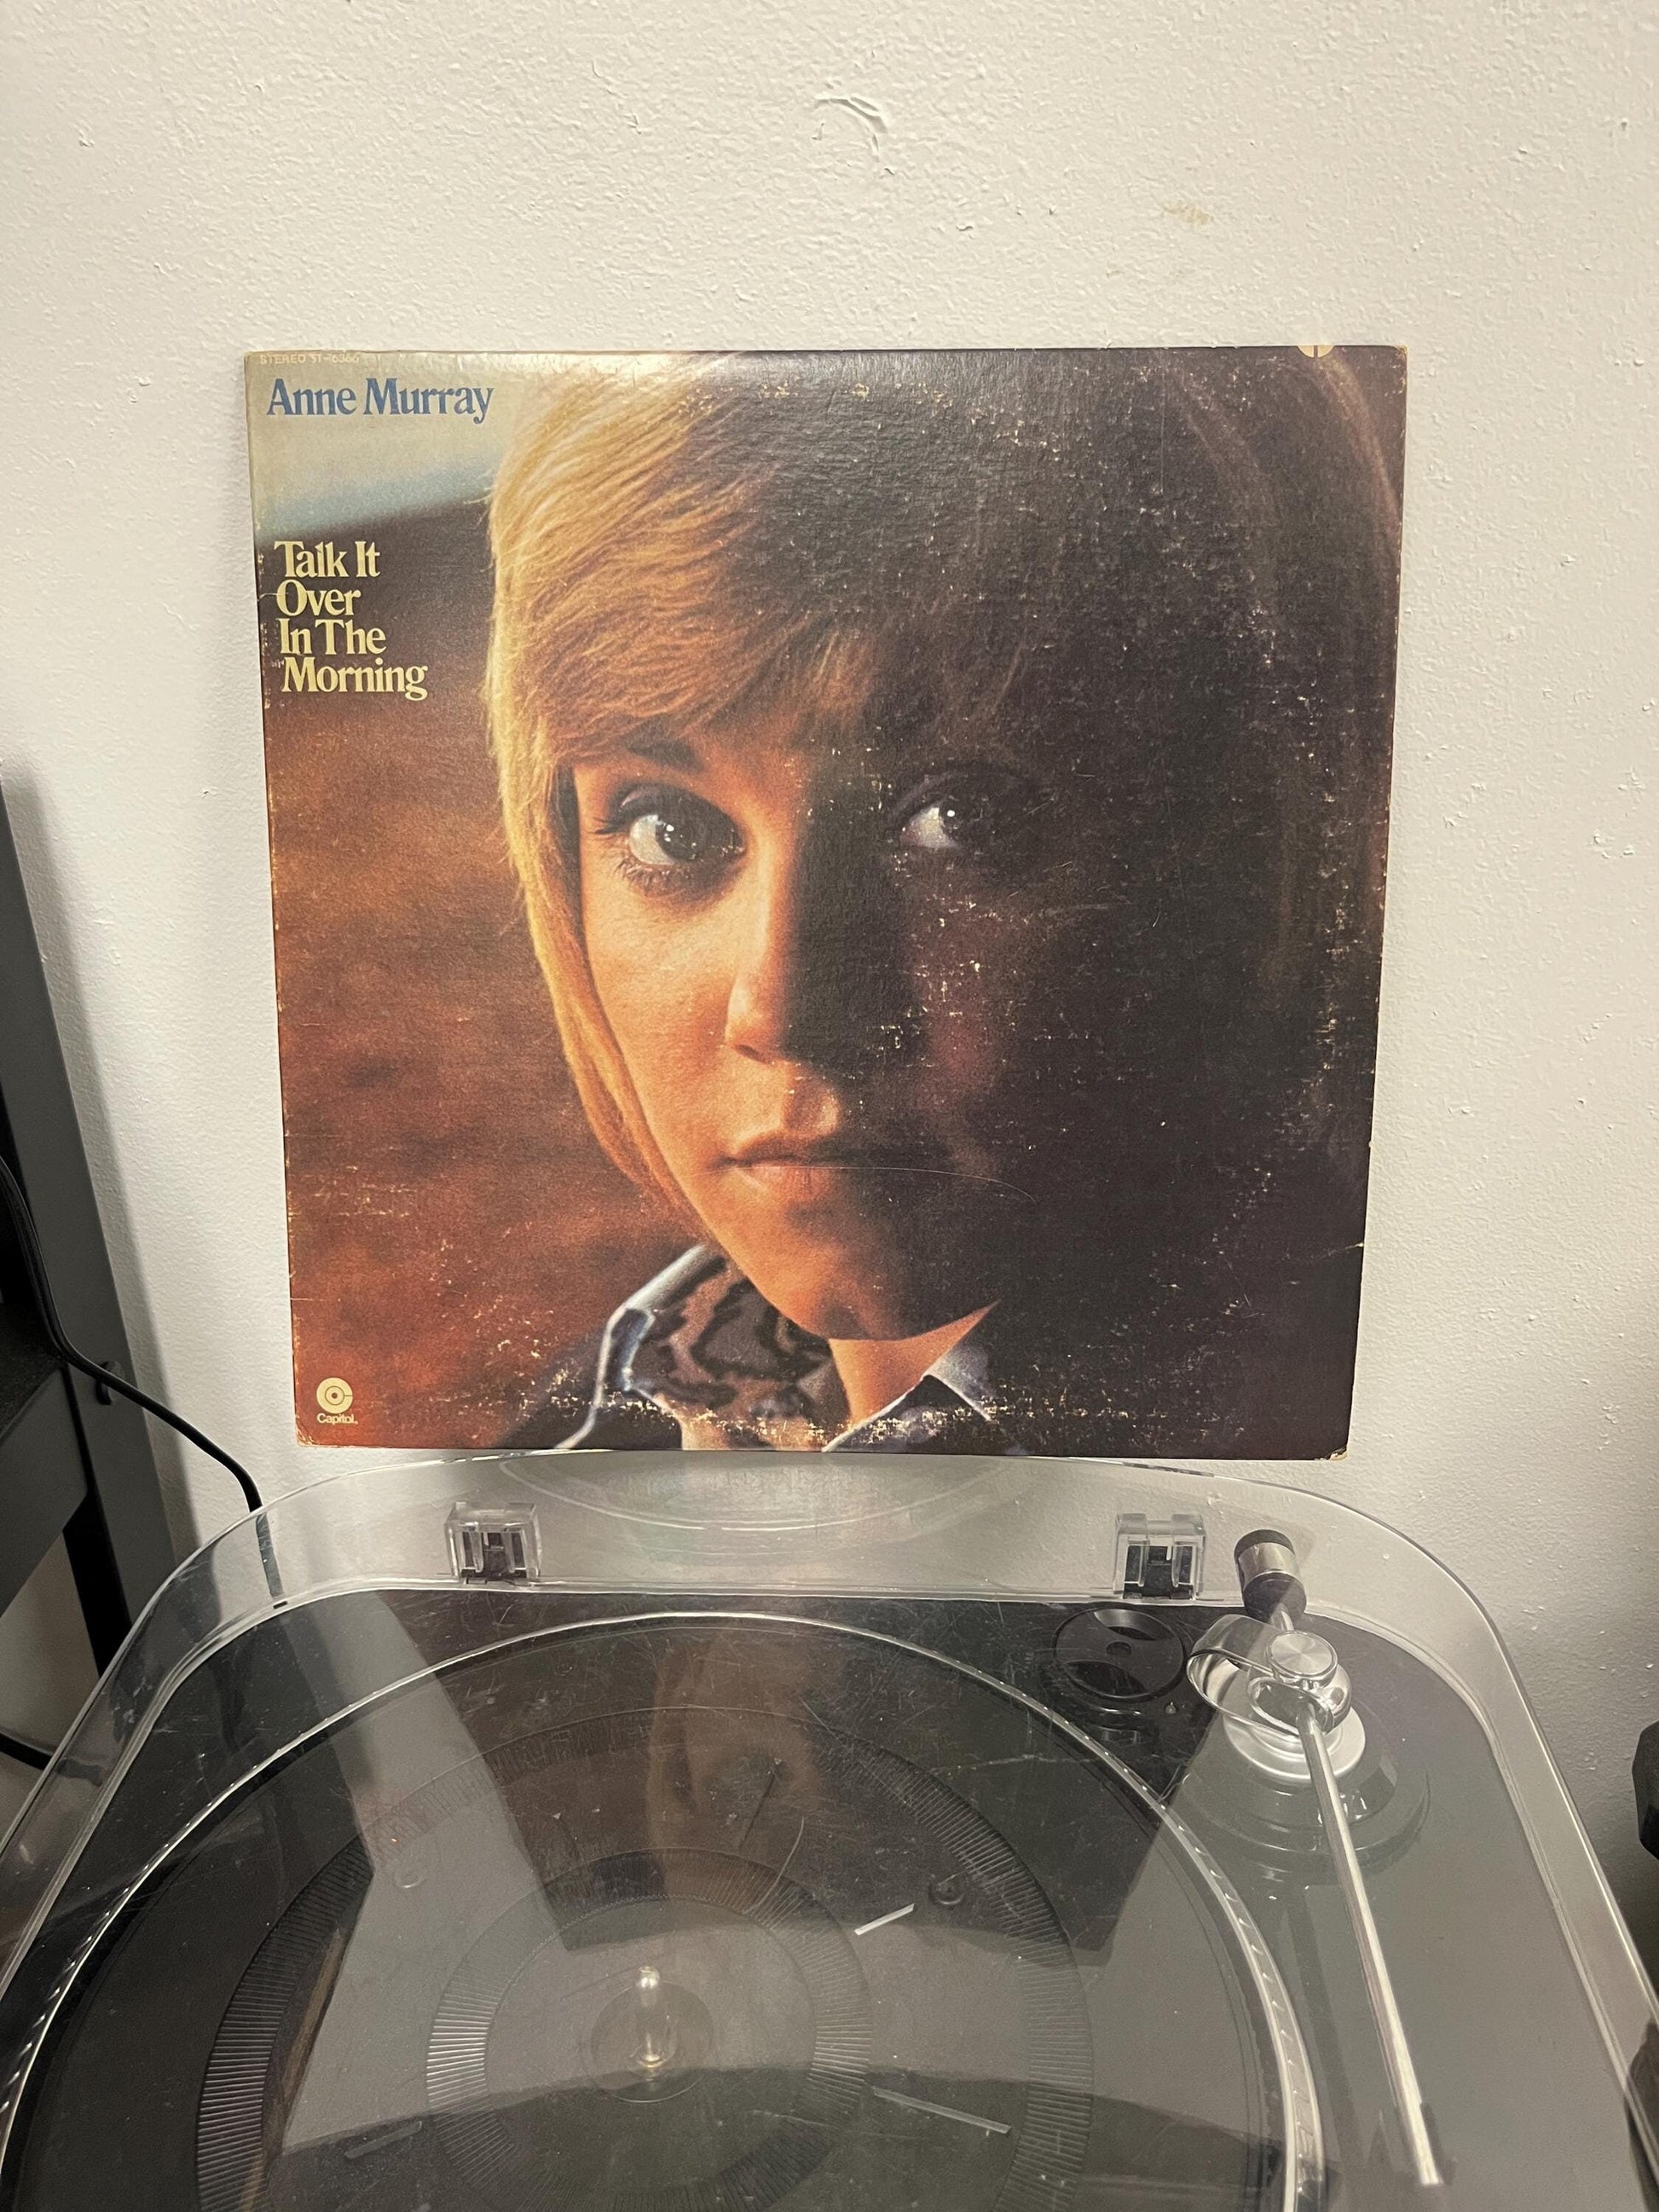 STEREO ST-6366
Anne Murray
Talk It
Over
In The
Morning
Capitol